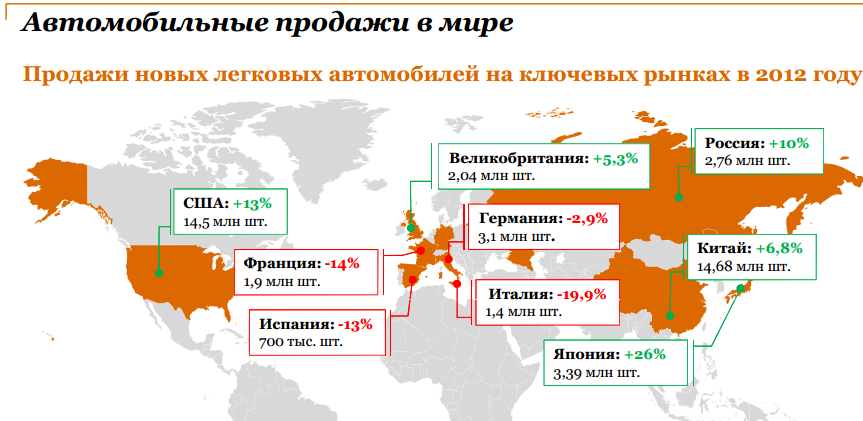 Автомобильные продажи в мире
Продажи новых легковых автомобилей на ключевых рынках в 2012 году
Россия: +10%
2,76 млн шт.
Великобритания: +5,3%
2,04 млн шт.
США: +13%
14,5 млн шт.
Германия: -2,9%
3,1 млн шт.
Китай: +6,8%
14,68 млн шт.
Франция: -14%
1,9 млн шт.
Италия: -19,9%
1,4 млн шт.
Испания: -13%
700 тыс. шт.
Япония: +26%
3,39 млн шт.